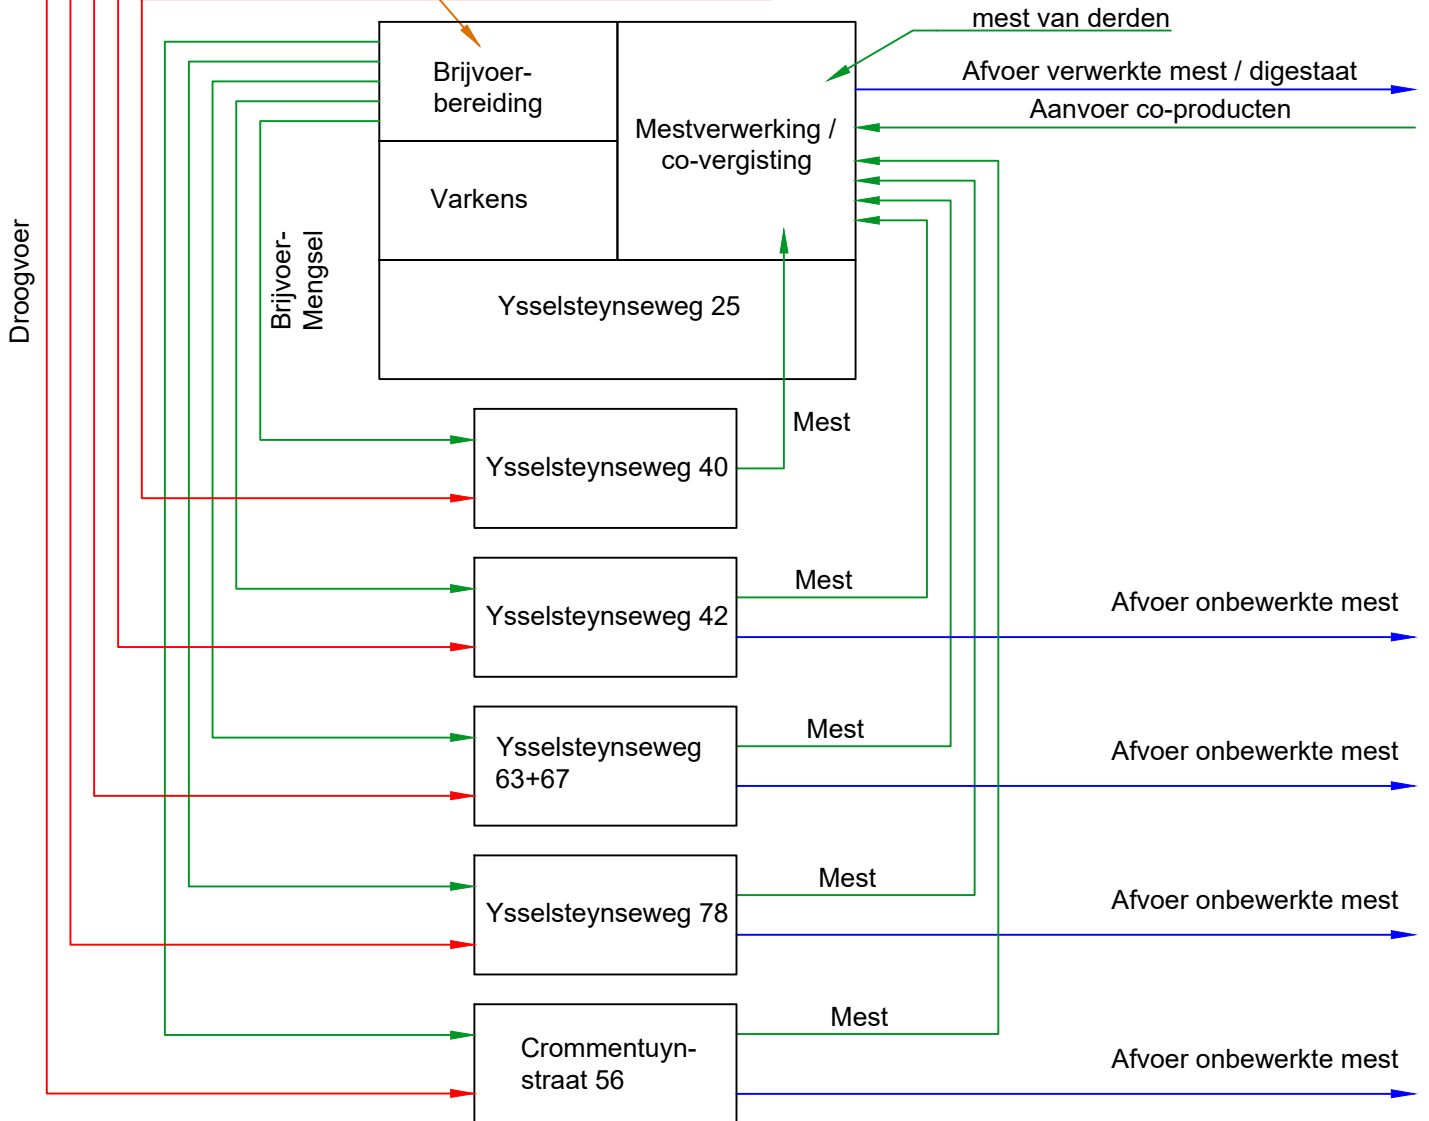 mest van derden
Afvoer verwerkte mest / digestaat
Aanvoer co-producten
Brijvoer-
bereiding
Mestverwerking /
co-vergisting
Varkens
Droogvoer
Brijvoer-
Mengsel
Ysselsteynseweg 25
Mest
Ysselsteynseweg 40
Mest
Ysselsteynseweg 42
Afvoer onbewerkte mest
Mest
Ysselsteynseweg
63+67
Afvoer onbewerkte mest
Mest
Ysselsteynseweg 78
Afvoer onbewerkte mest
Mest
Crommentuyn-
straat 56
Afvoer onbewerkte mest